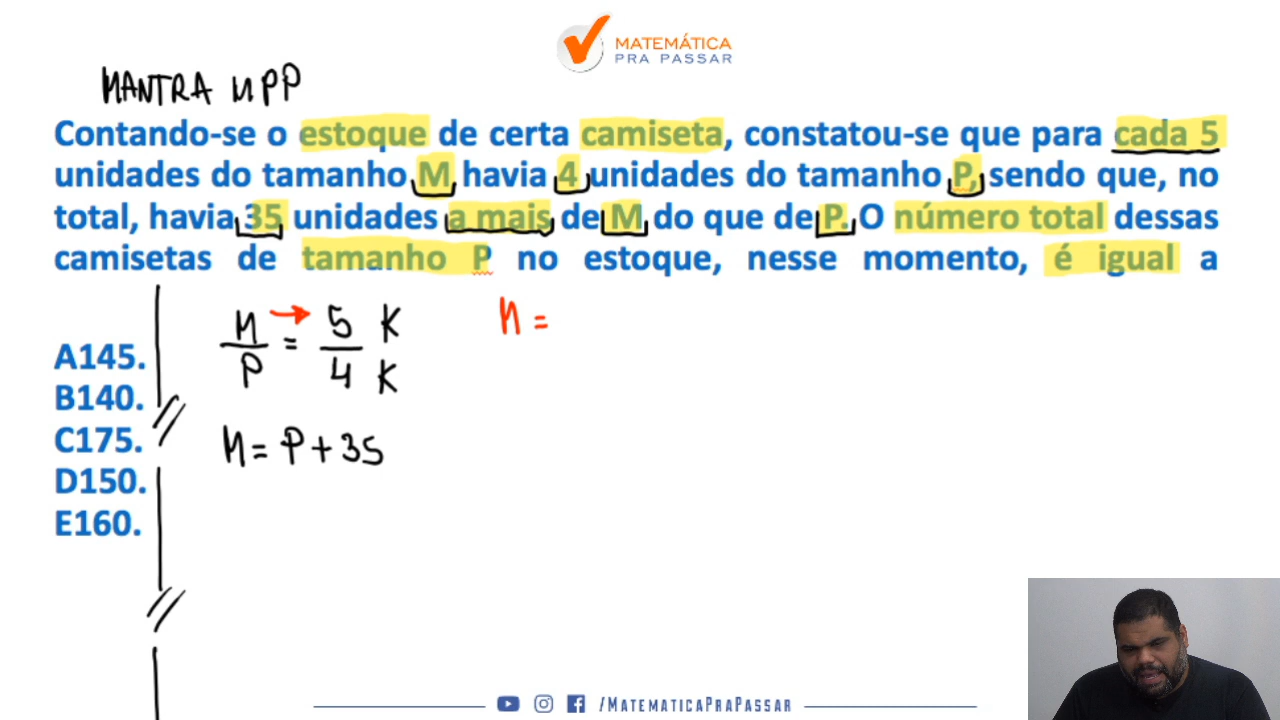 MATEMÁTICA
PRA PASSAR
MANTRA MPP
Contando-se o estoque de certa camiseta, constatou-se que para cada 5
unidades do tamanho M havia 4 unidades do tamanho P, sendo que, no
total, havia 35 unidades a mais de M do que de P. O número total dessas
camisetas de tamanho P no estoque, nesse momento, é igual a
A145.
B140.
C175.
D150.
E160.
M/P = 5 K/4 K
M =
M = P + 35
/MATEMATICAPRAPASSAR